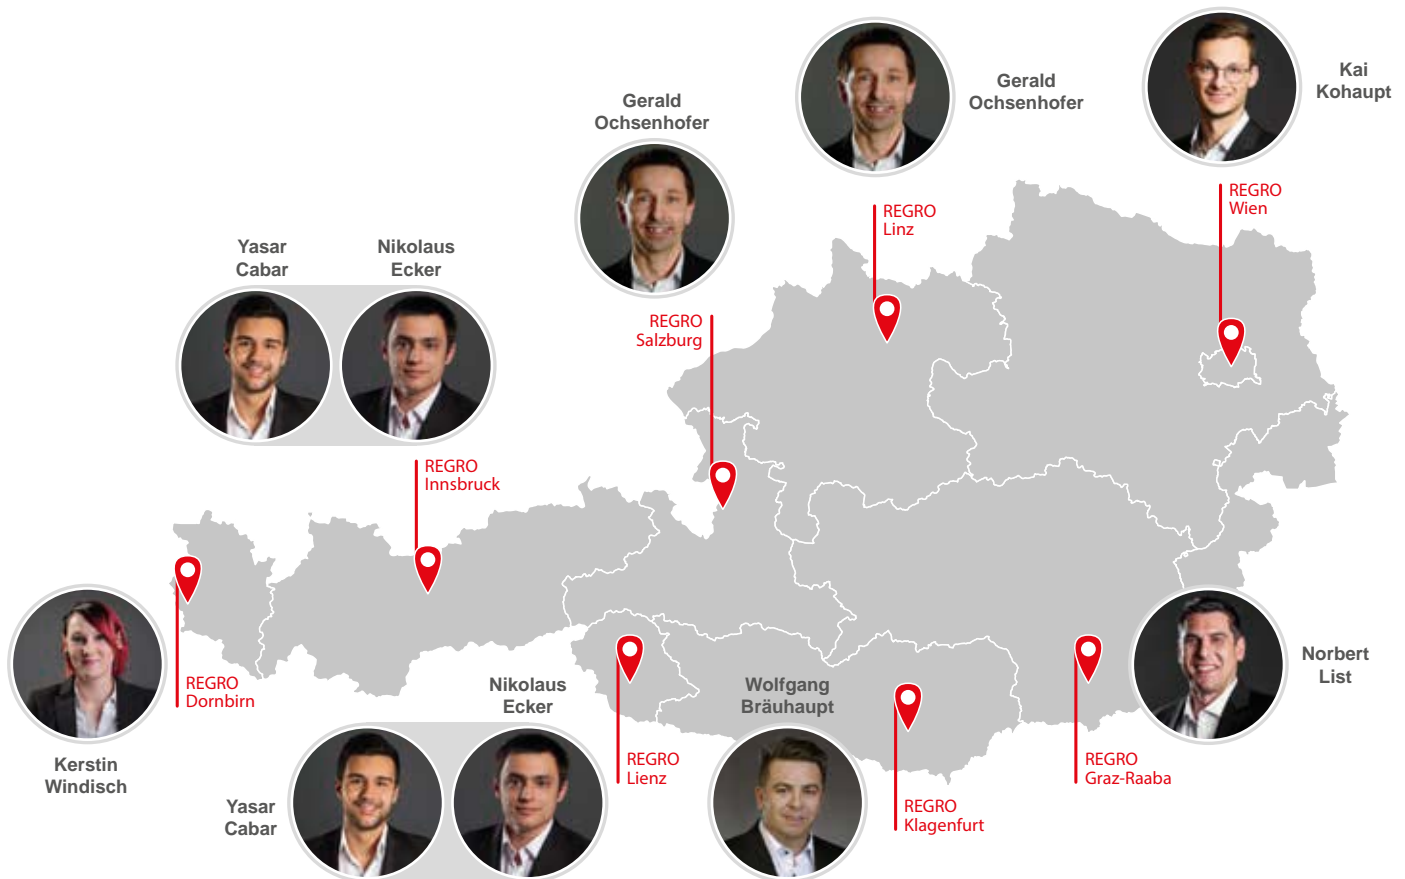 Kai
Kohaupt
Gerald
Ochsenhofer
Gerald
Ochsenhofer
REGRO
Wien
REGRO
Linz
Yasar
Cabar
Nikolaus
Ecker
REGRO
Salzburg
REGRO
Innsbruck
REGRO
Dornbirn
Kerstin
Windisch
Nikolaus
Ecker
Yasar
Cabar
REGRO
Lienz
Wolfgang
Bräuhaupt
REGRO
Klagenfurt
REGRO
Graz-Raaba
Norbert
List